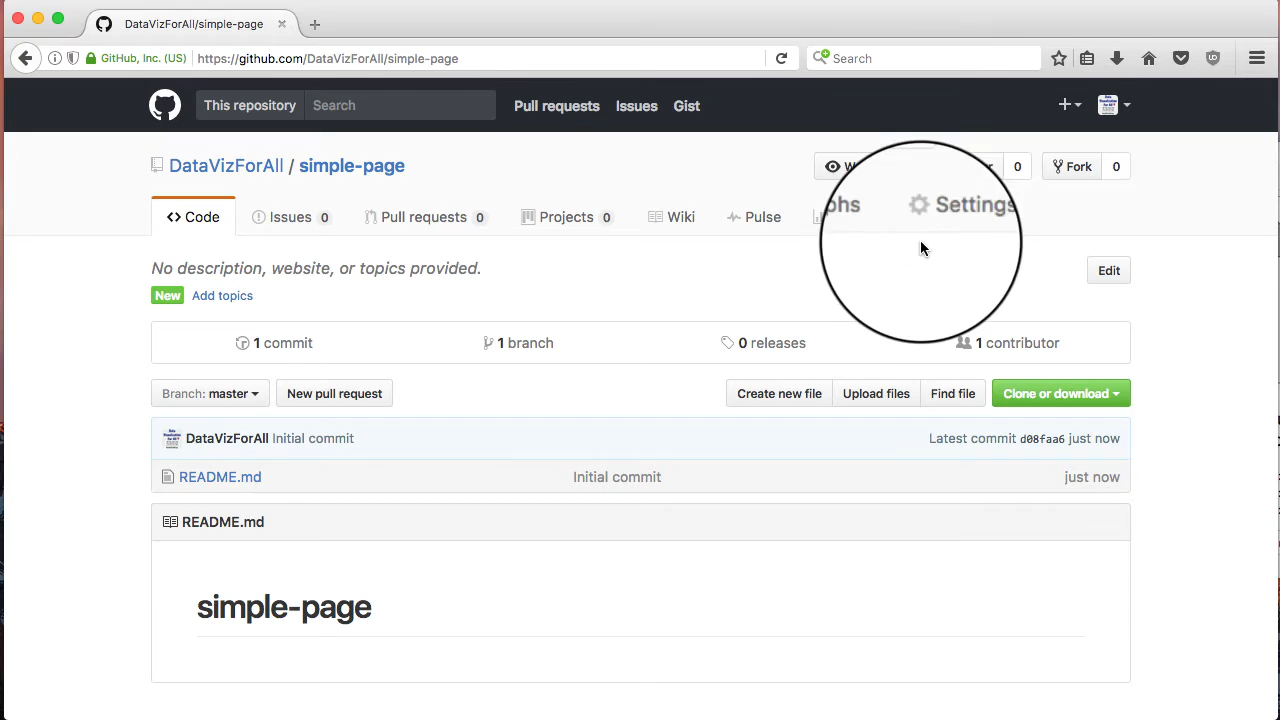 DataVizForAll/simple-page
GitHub, Inc. (US) https://github.com/DataVizForAll/simple-page Search
This repository Search Pull requests Issues Gist
DataVizForAll / simple-page 0 Fork 0
Code Issues 0 Pull requests 0 Projects 0 Wiki Pulse Settings
No description, website, or topics provided. Edit
New Add topics
1 commit 1 branch 0 releases 1 contributor
Branch: master New pull request Create new file Upload files Find file Clone or download
DataVizForAll Initial commit Latest commit d08faa6 just now
README.md Initial commit just now
README.md
simple-page